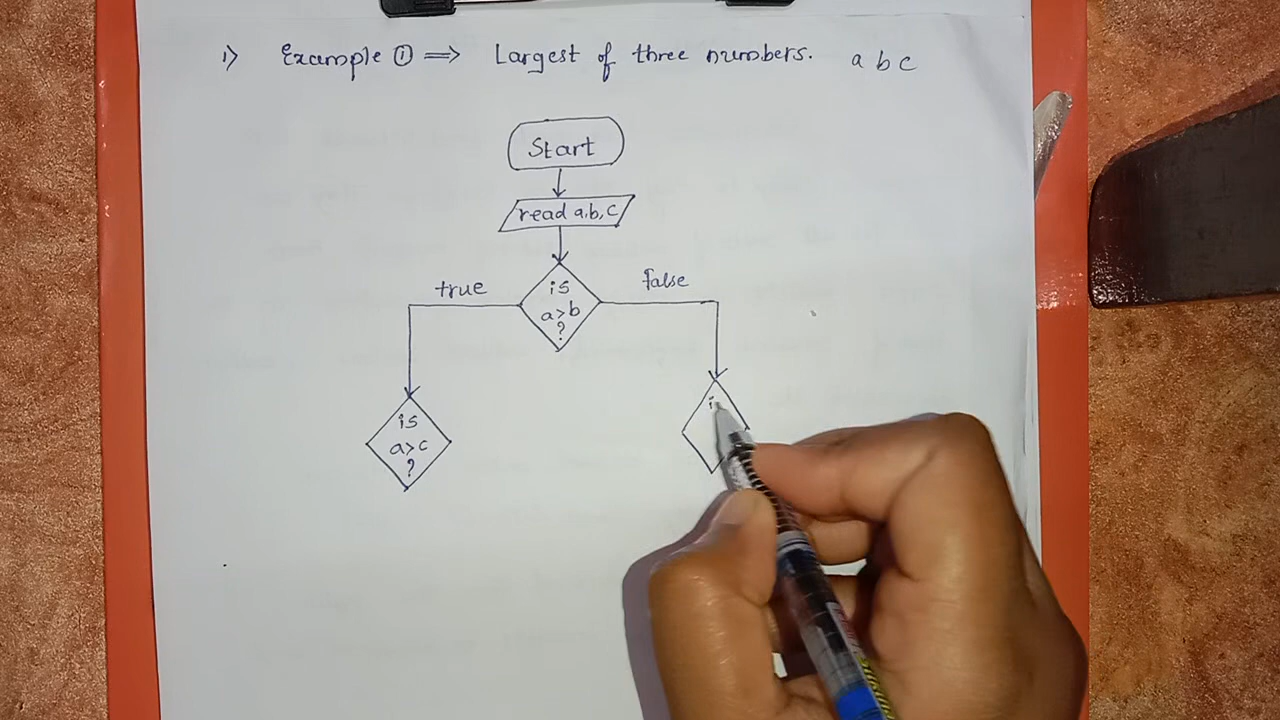 1) Example ① ⟹ Largest of three numbers. a b c
Start
read a,b,c
true
false
is
a>b
?
is
a>c
?